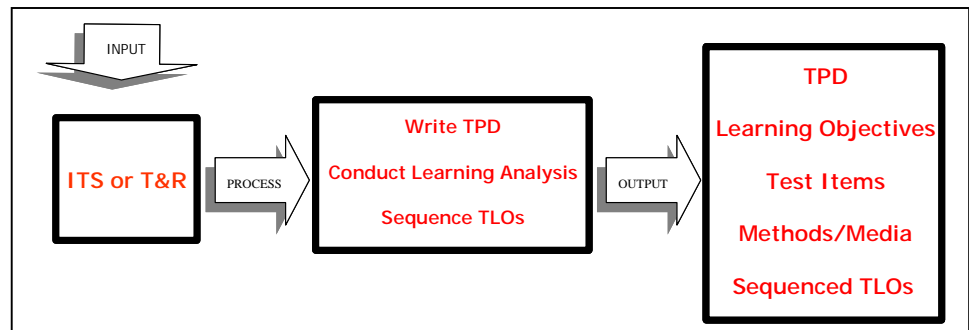 INPUT
ITS or T&R
PROCESS
Write TPD
Conduct Learning Analysis
Sequence TLOs
OUTPUT
TPD
Learning Objectives
Test Items
Methods/Media
Sequenced TLOs